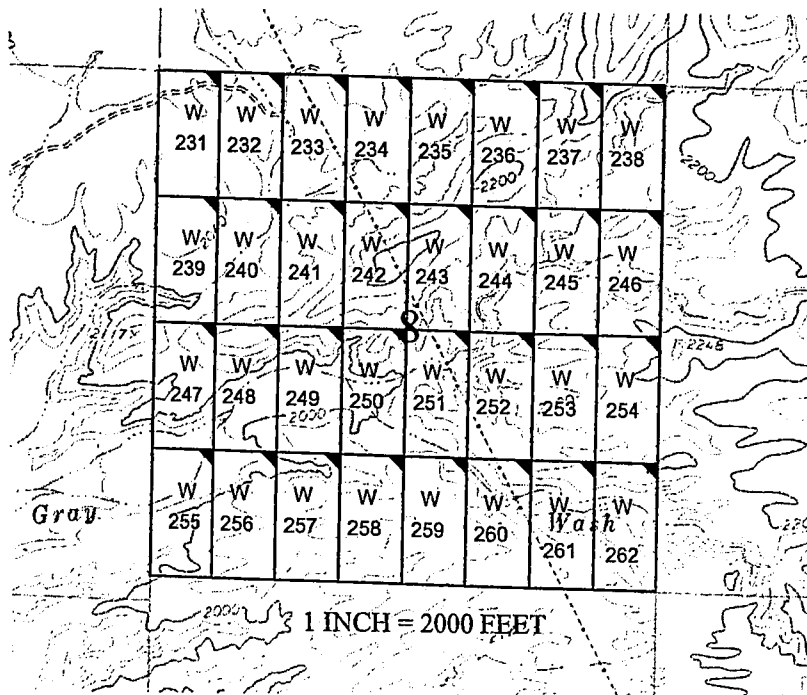 W 231
W 232
W 233
W 234
W 235
W 236
W 237
W 238
2200
2200
W 239
W 240
W 241
W 242
W 243
W 244
W 245
W 246
8
2248
W 247
W 248
W 249
W 250
W 251
W 252
W 253
W 254
2000
Gray
Wash
W 255
W 256
W 257
W 258
W 259
W 260
W 261
W 262
2000
1 INCH = 2000 FEET